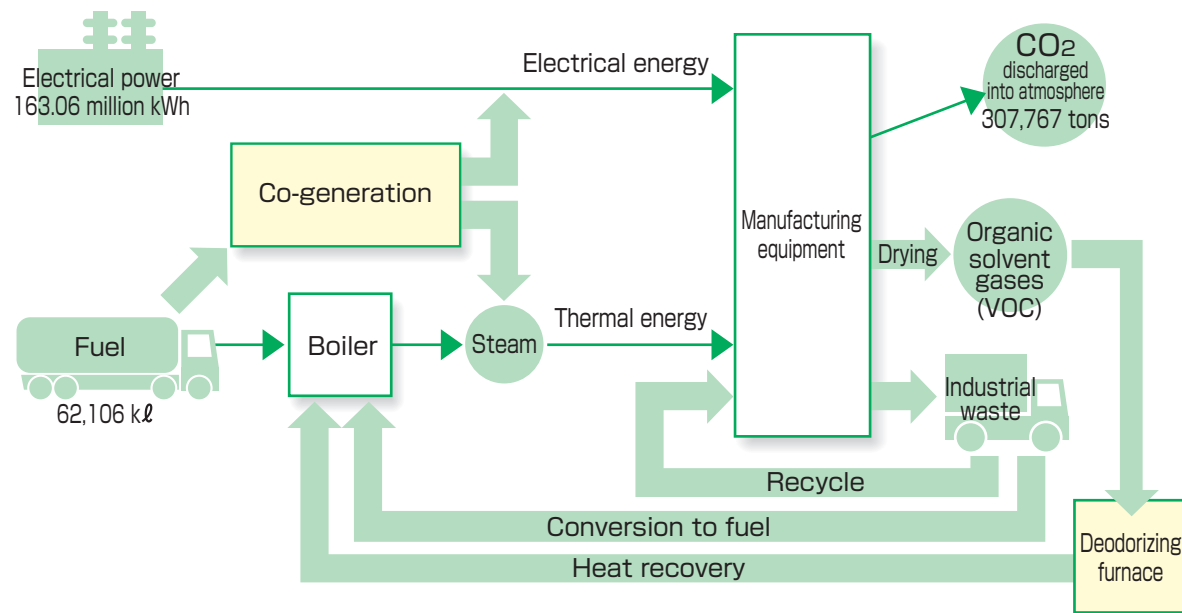 Electrical power
163.06 million kWh
Electrical energy
CO2
discharged
into atmosphere
307,767 tons
Co-generation
Manufacturing
equipment
Drying
Organic
solvent
gases
(VOC)
Fuel
62,106 kℓ
Boiler
Steam
Thermal energy
Industrial
waste
Recycle
Conversion to fuel
Heat recovery
Deodorizing
furnace